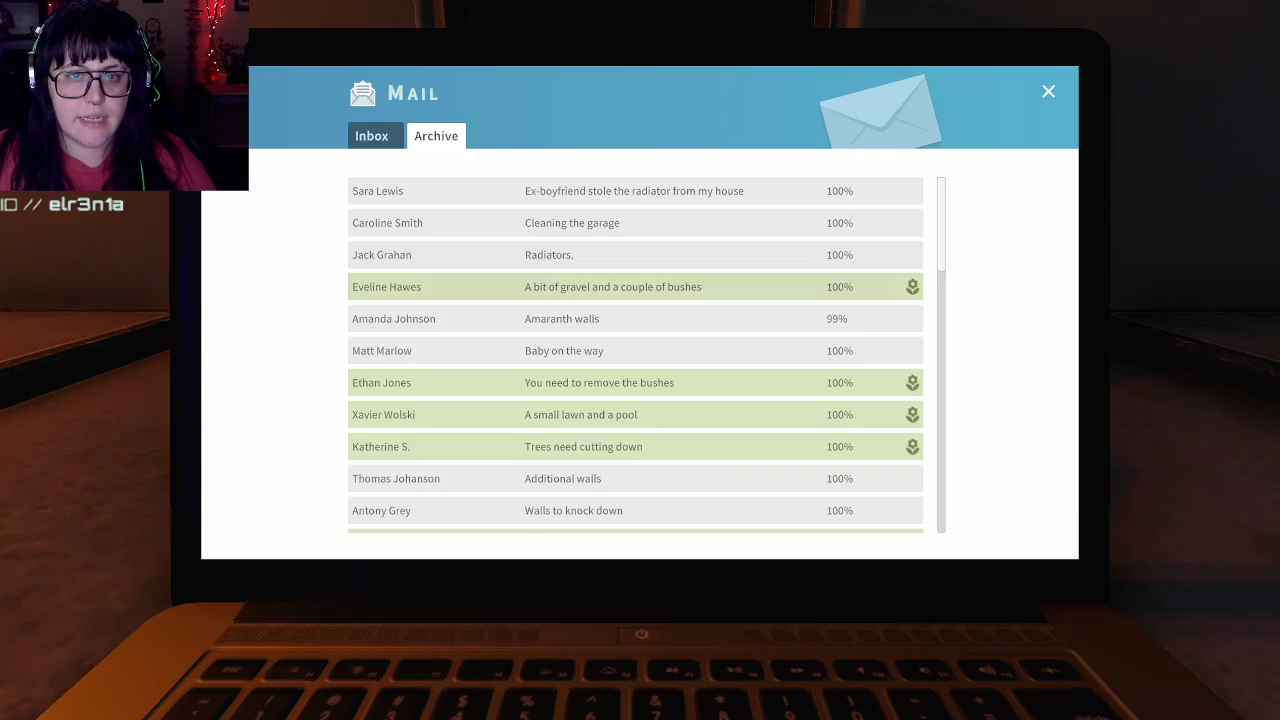 MAIL
Inbox Archive
Sara Lewis Ex-boyfriend stole the radiator from my house 100%
Caroline Smith Cleaning the garage 100%
Jack Grahan Radiators. 100%
Eveline Hawes A bit of gravel and a couple of bushes 100%
Amanda Johnson Amaranth walls 99%
Matt Marlow Baby on the way 100%
Ethan Jones You need to remove the bushes 100%
Xavier Wolski A small lawn and a pool 100%
Katherine S. Trees need cutting down 100%
Thomas Johanson Additional walls 100%
Antony Grey Walls to knock down 100%
ID // elr3n1a